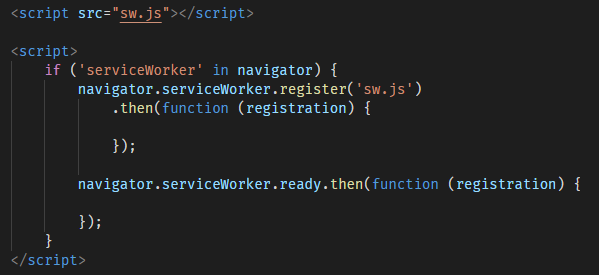 <script src="sw.js"></script>
<script>
if ('serviceWorker' in navigator) {
navigator.serviceWorker.register('sw.js')
.then(function (registration) {
});
navigator.serviceWorker.ready.then(function (registration) {
});
}
</script>